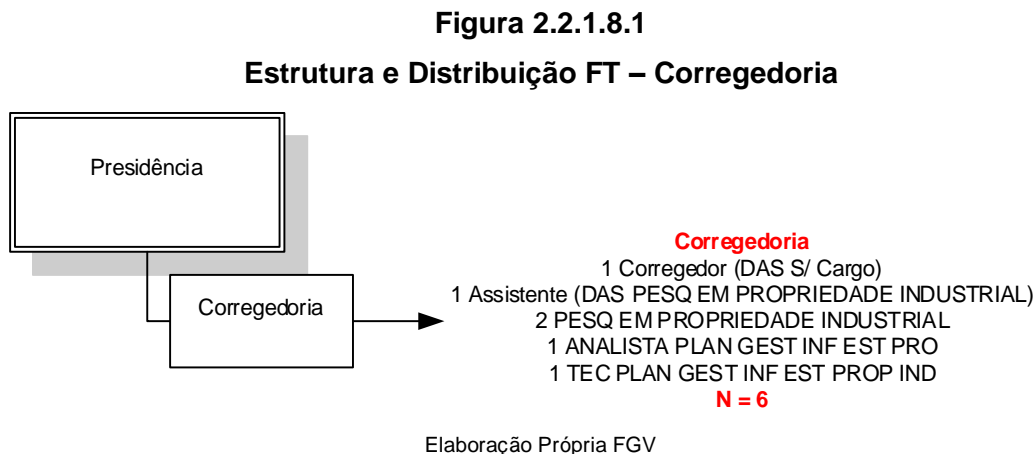 Figura 2.2.1.8.1
Estrutura e Distribuição FT – Corregedoria
Presidência
Corregedoria
Corregedoria
1 Corregedor (DAS S/ Cargo)
1 Assistente (DAS PESQ EM PROPRIEDADE INDUSTRIAL)
2 PESQ EM PROPRIEDADE INDUSTRIAL
1 ANALISTA PLAN GEST INF EST PRO
1 TEC PLAN GEST INF EST PROP IND
N = 6
Elaboração Própria FGV